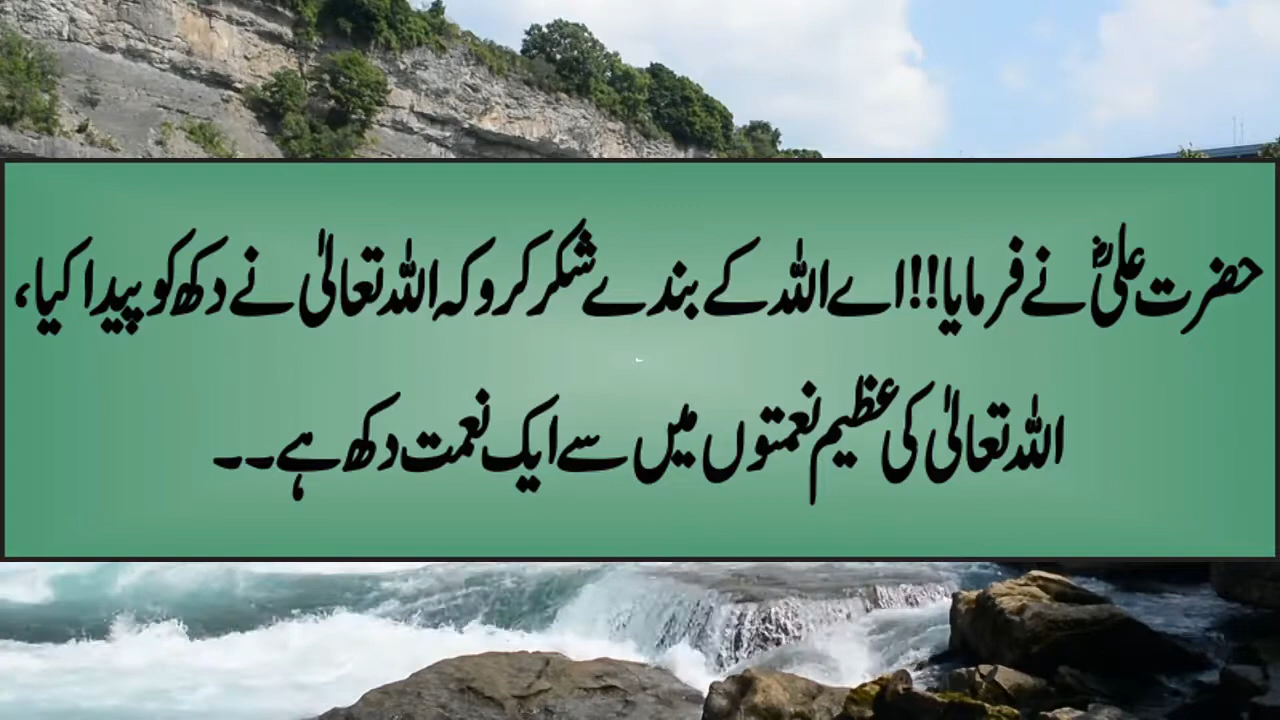 حضرت علیؓ نے فرمایا!! اے اللہ کے بندے شکر کرو کہ اللہ تعالیٰ نے دکھ کو پیدا کیا،
اللہ تعالیٰ کی عظیم نعمتوں میں سے ایک نعمت دکھ ہے۔۔